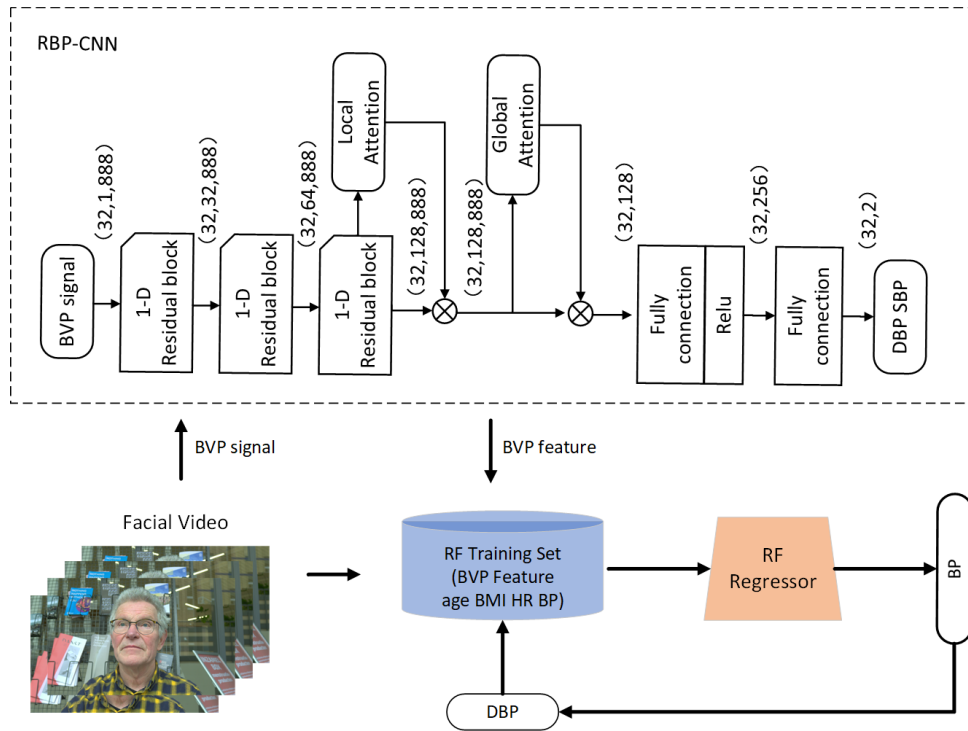 RBP-CNN
Local
Attention
Global
Attention
(32,1,888)
(32,32,888)
(32,64,888)
(32,128,888)
(32,128,888)
(32,128)
(32,256)
(32,2)
BVP signal
1-D
Residual block
1-D
Residual block
1-D
Residual block
Fully
connection
Relu
Fully
connection
DBP SBP
BVP signal
BVP feature
Facial Video
RF Training Set
(BVP Feature
age BMI HR BP)
RF
Regressor
BP
DBP